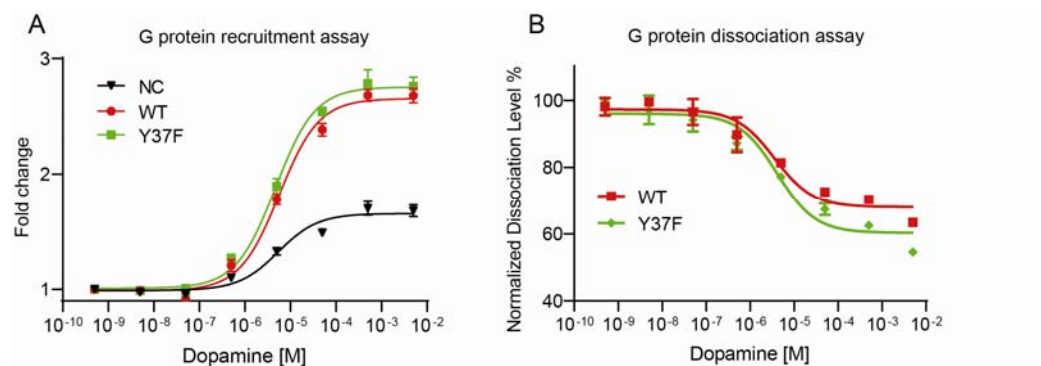 A
G protein recruitment assay
3
2
1
Fold change
NC
WT
Y37F
10-10 10-9 10-8 10-7 10-6 10-5 10-4 10-3 10-2
Dopamine [M]
B
G protein dissociation assay
100
80
60
40
Normalized Dissociation Level %
WT
Y37F
10-10 10-9 10-8 10-7 10-6 10-5 10-4 10-3 10-2
Dopamine [M]